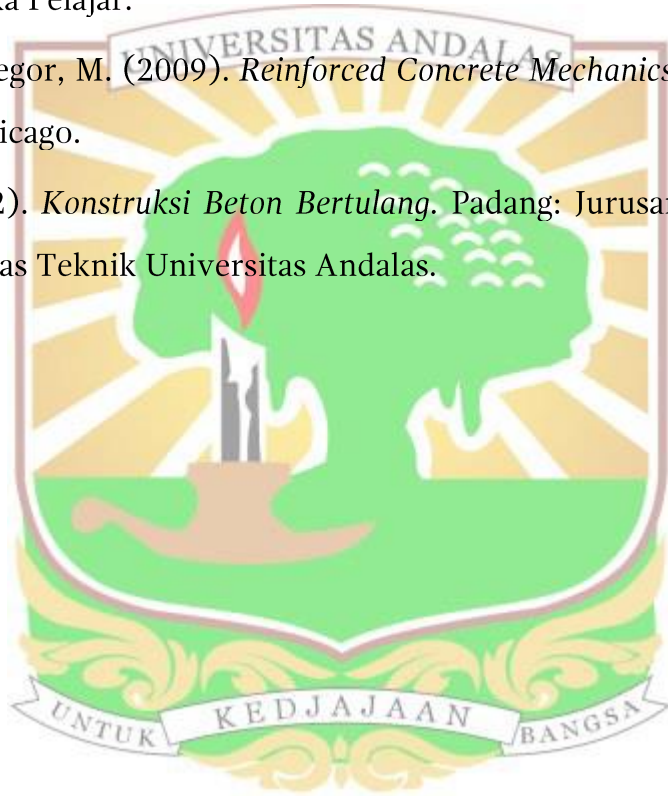 ka Pelajar.
UNIVERSITAS ANDALAS
egor, M. (2009). Reinforced Concrete Mechanics
icago.
2). Konstruksi Beton Bertulang. Padang: Jurusan
as Teknik Universitas Andalas.
UNTUK KEDJAJAAN BANGSA